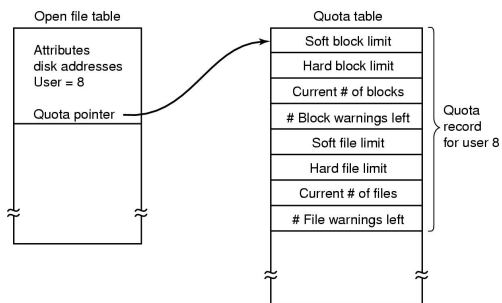 Open file table
Attributes
disk addresses
User = 8
Quota pointer
Quota table
Soft block limit
Hard block limit
Current # of blocks
# Block warnings left
Soft file limit
Hard file limit
Current # of files
# File warnings left
Quota
record
for user 8